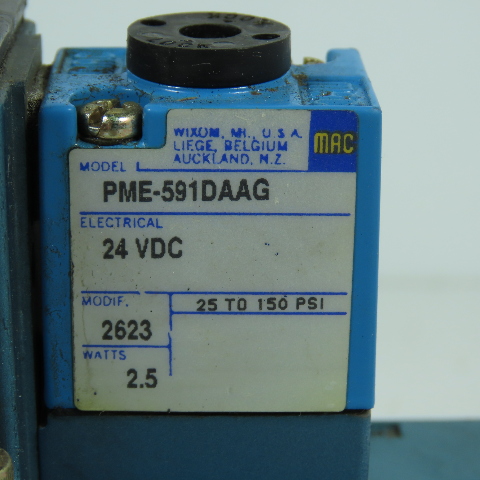 WIXOM, MI., U.S.A.
LIEGE, BELGIUM
AUCKLAND, N.Z.
MAC
MODEL
PME-591DAAG
ELECTRICAL
24 VDC
MODIF.
25 TO 150 PSI
2623
WATTS
2.5